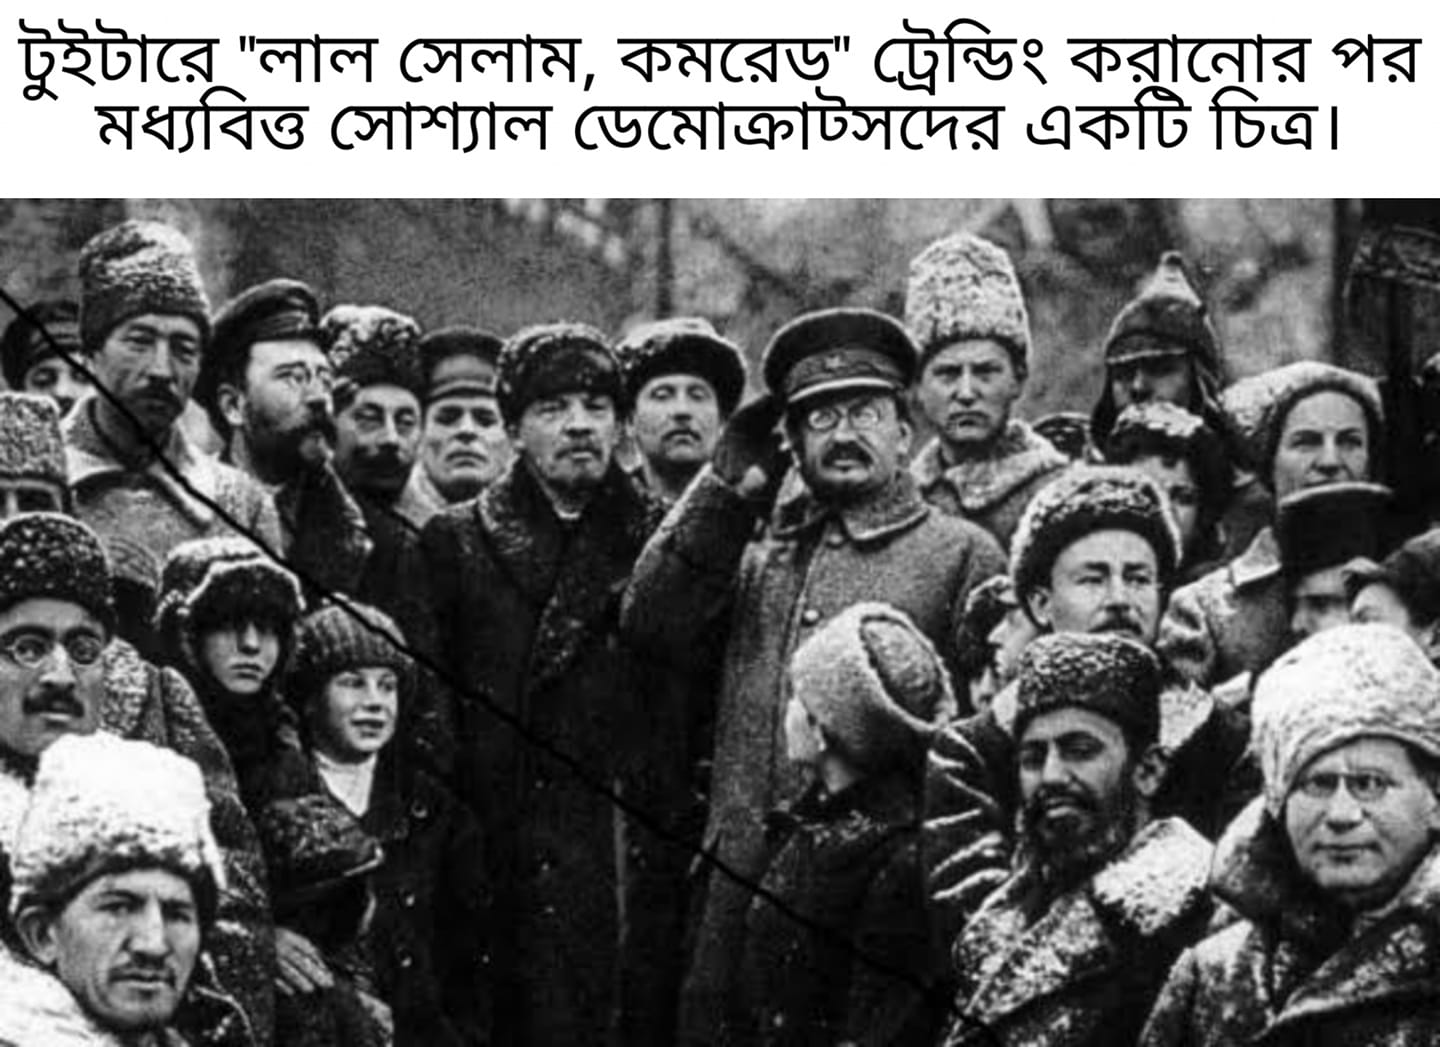 টুইটারে "লাল সেলাম, কমরেড" ট্রেন্ডিং করানোর পর
মধ্যবিত্ত সোশ্যাল ডেমোক্রাটসদের একটি চিত্র।